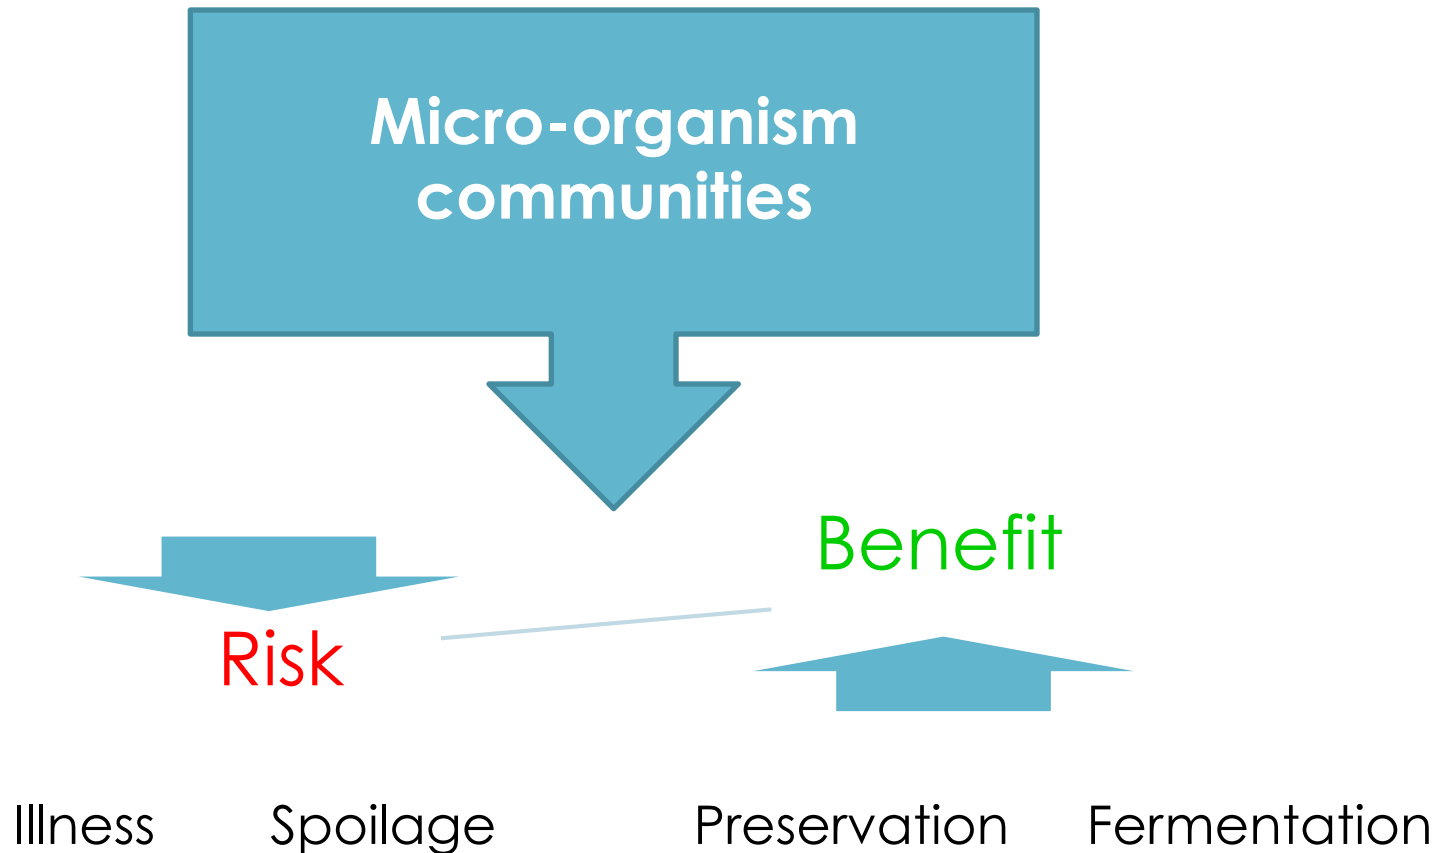 Micro-organism
communities
Benefit
Risk
Illness Spoilage Preservation Fermentation